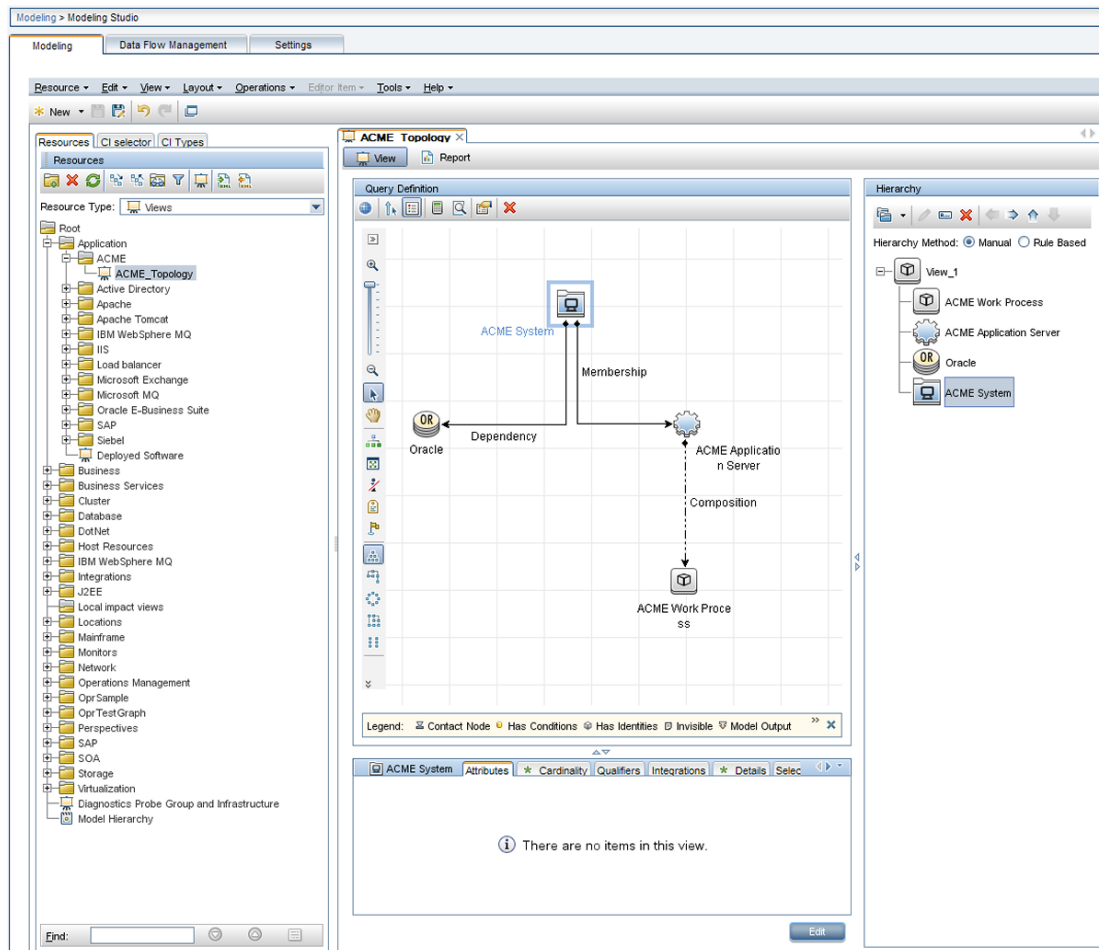 Modeling > Modeling Studio
Modeling
Data Flow Management
Settings
Resource
Edit
View
Layout
Operations
Editor Item
Tools
Help
New
Resources
CI selector
CI Types
Resources
Resource Type:
Views
Root
Application
ACME
ACME_Topology
Active Directory
Apache
Apache Tomcat
IBM WebSphere MQ
IIS
Load balancer
Microsoft Exchange
Microsoft MQ
Oracle E-Business Suite
SAP
Siebel
Deployed Software
Business
Business Services
Cluster
Database
DotNet
Host Resources
IBM WebSphere MQ
Integrations
J2EE
Local impact views
Locations
Mainframe
Monitors
Network
Operations Management
OprSample
OprTestGraph
Perspectives
SAP
SOA
Storage
Virtualization
Diagnostics Probe Group and Infrastructure
Model Hierarchy
Find:
ACME_Topology
View
Report
Query Definition
ACME System
Membership
OR
Oracle
Dependency
ACME Applicatio
n Server
Composition
ACME Work Proce
ss
Legend:
Contact Node
Has Conditions
Has Identities
Invisible
Model Output
ACME System
Attributes
Cardinality
Qualifiers
Integrations
Details
Selec
There are no items in this view.
Edit
Hierarchy
Hierarchy Method:
Manual
Rule Based
View_1
ACME Work Process
ACME Application Server
OR
Oracle
ACME System